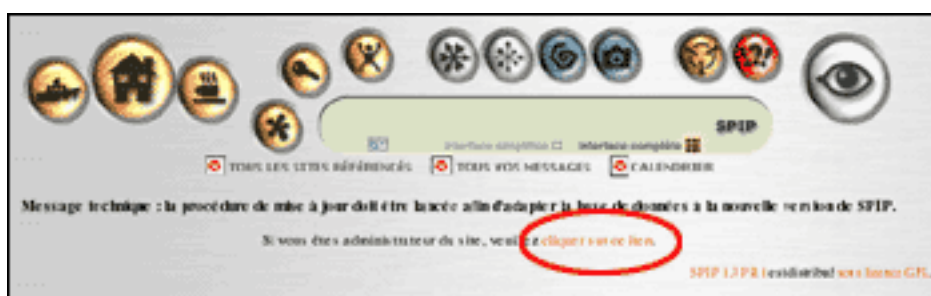 SPIP
interface simplifiée interface complète
TOUS LES SITES RÉFÉRENCÉS TOUS VOS MESSAGES CALENDRIER
Message technique : la procédure de mise à jour doit être lancée afin d'adapter la base de données à la nouvelle version de SPIP.
Si vous êtes administrateur du site, veuillez cliquer sur ce lien.
SPIP 1.3 PR 1 est distribué sous licence GPL